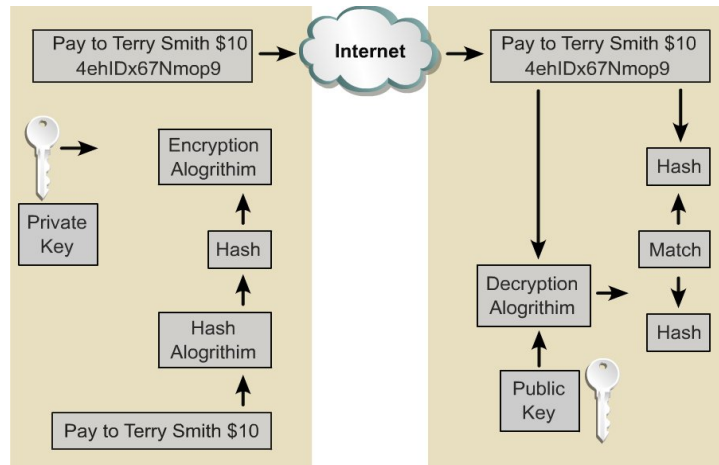 Pay to Terry Smith $10
4ehIDx67Nmop9
Internet
Pay to Terry Smith $10
4ehIDx67Nmop9
Private
Key
Encryption
Alogrithim
Hash
Hash
Alogrithim
Pay to Terry Smith $10
Hash
Match
Hash
Decryption
Alogrithim
Public
Key